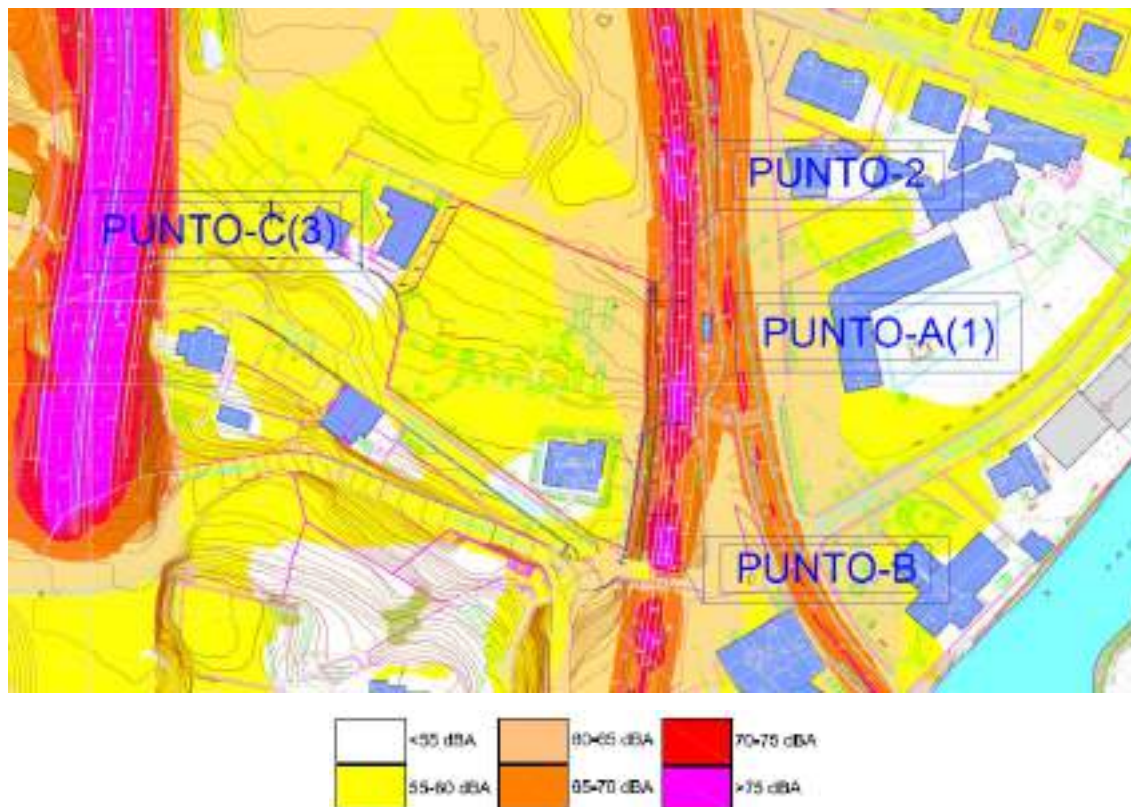 PUNTO-2
PUNTO-C(3)
PUNTO-A(1)
PUNTO-B
<55 dBA
60-65 dBA
70-75 dBA
55-60 dBA
65-70 dBA
>75 dBA